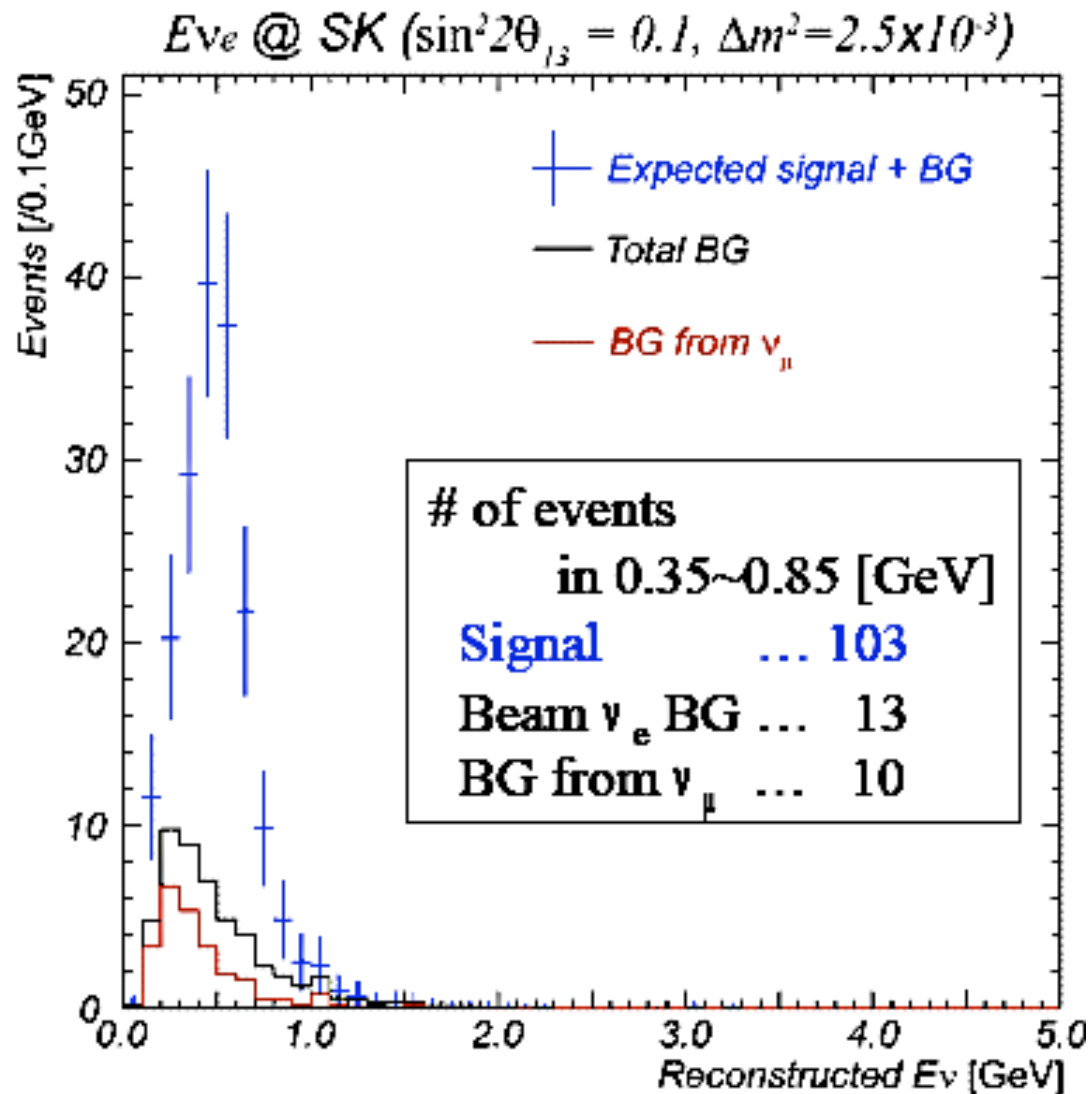 Eνe @ SK (sin²2θ₁₃ = 0.1, Δm²=2.5x10⁻³)
Events [/0.1GeV]
50
40
30
20
10
0
Expected signal + BG
Total BG
BG from νμ
# of events
in 0.35~0.85 [GeV]
Signal ... 103
Beam νe BG ... 13
BG from νμ ... 10
0.0 1.0 2.0 3.0 4.0 5.0
Reconstructed Eν [GeV]